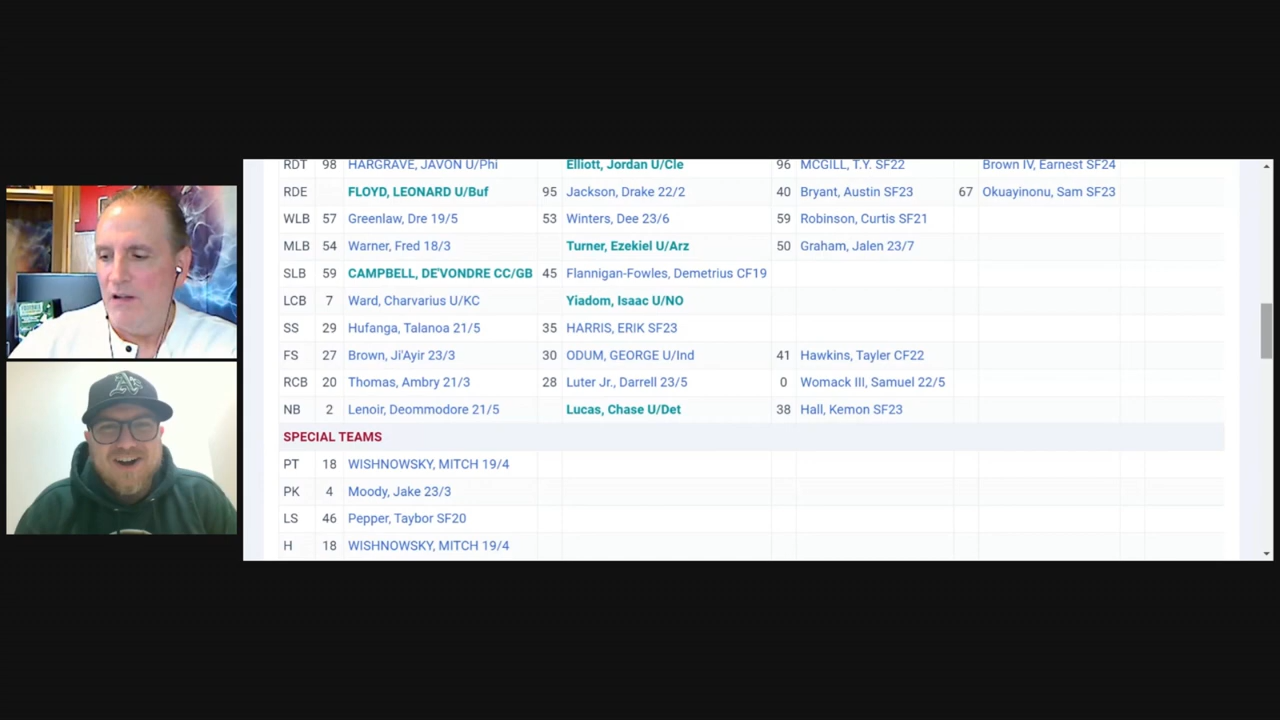 RDT 98 HARGRAVE, JAVON U/Phi Elliott, Jordan U/Cle 96 MCGILL, T.Y. SF22 Brown IV, Earnest SF24
RDE FLOYD, LEONARD U/Buf 95 Jackson, Drake 22/2 40 Bryant, Austin SF23 67 Okuayinonu, Sam SF23
WLB 57 Greenlaw, Dre 19/5 53 Winters, Dee 23/6 59 Robinson, Curtis SF21
MLB 54 Warner, Fred 18/3 Turner, Ezekiel U/Arz 50 Graham, Jalen 23/7
SLB 59 CAMPBELL, DE'VONDRE CC/GB 45 Flannigan-Fowles, Demetrius CF19
LCB 7 Ward, Charvarius U/KC Yiadom, Isaac U/NO
SS 29 Hufanga, Talanoa 21/5 35 HARRIS, ERIK SF23
FS 27 Brown, Ji'Ayir 23/3 30 ODUM, GEORGE U/Ind 41 Hawkins, Tayler CF22
RCB 20 Thomas, Ambry 21/3 28 Luter Jr., Darrell 23/5 0 Womack III, Samuel 22/5
NB 2 Lenoir, Deommodore 21/5 Lucas, Chase U/Det 38 Hall, Kemon SF23
SPECIAL TEAMS
PT 18 WISHNOWSKY, MITCH 19/4
PK 4 Moody, Jake 23/3
LS 46 Pepper, Taybor SF20
H 18 WISHNOWSKY, MITCH 19/4